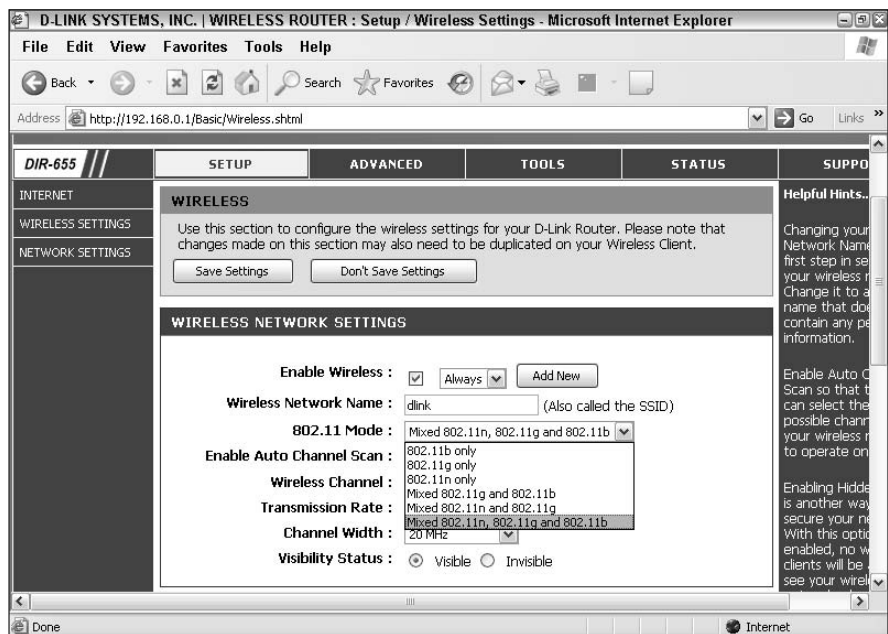 D-LINK SYSTEMS, INC. | WIRELESS ROUTER : Setup / Wireless Settings - Microsoft Internet Explorer
File Edit View Favorites Tools Help
Back Search Favorites
Address http://192.168.0.1/Basic/Wireless.shtml Go Links »
DIR-655 SETUP ADVANCED TOOLS STATUS SUPPO
INTERNET
WIRELESS SETTINGS
NETWORK SETTINGS
WIRELESS
Use this section to configure the wireless settings for your D-Link Router. Please note that
changes made on this section may also need to be duplicated on your Wireless Client.
Save Settings Don't Save Settings
WIRELESS NETWORK SETTINGS
Enable Wireless : Always Add New
Wireless Network Name : dlink (Also called the SSID)
802.11 Mode : Mixed 802.11n, 802.11g and 802.11b
Enable Auto Channel Scan :
Wireless Channel :
Transmission Rate :
Channel Width : 20 MHz
Visibility Status : Visible Invisible
802.11b only
802.11g only
802.11n only
Mixed 802.11g and 802.11b
Mixed 802.11n and 802.11g
Mixed 802.11n, 802.11g and 802.11b
Helpful Hints..
Changing your
Network Name
first step in se
your wireless r
Change it to a
name that doe
contain any pe
information.
Enable Auto C
Scan so that t
can select the
possible chann
your wireless r
to operate on
Enabling Hidde
is another way
secure your ne
With this optio
enabled, no w
clients will be
see your wirel
Done Internet